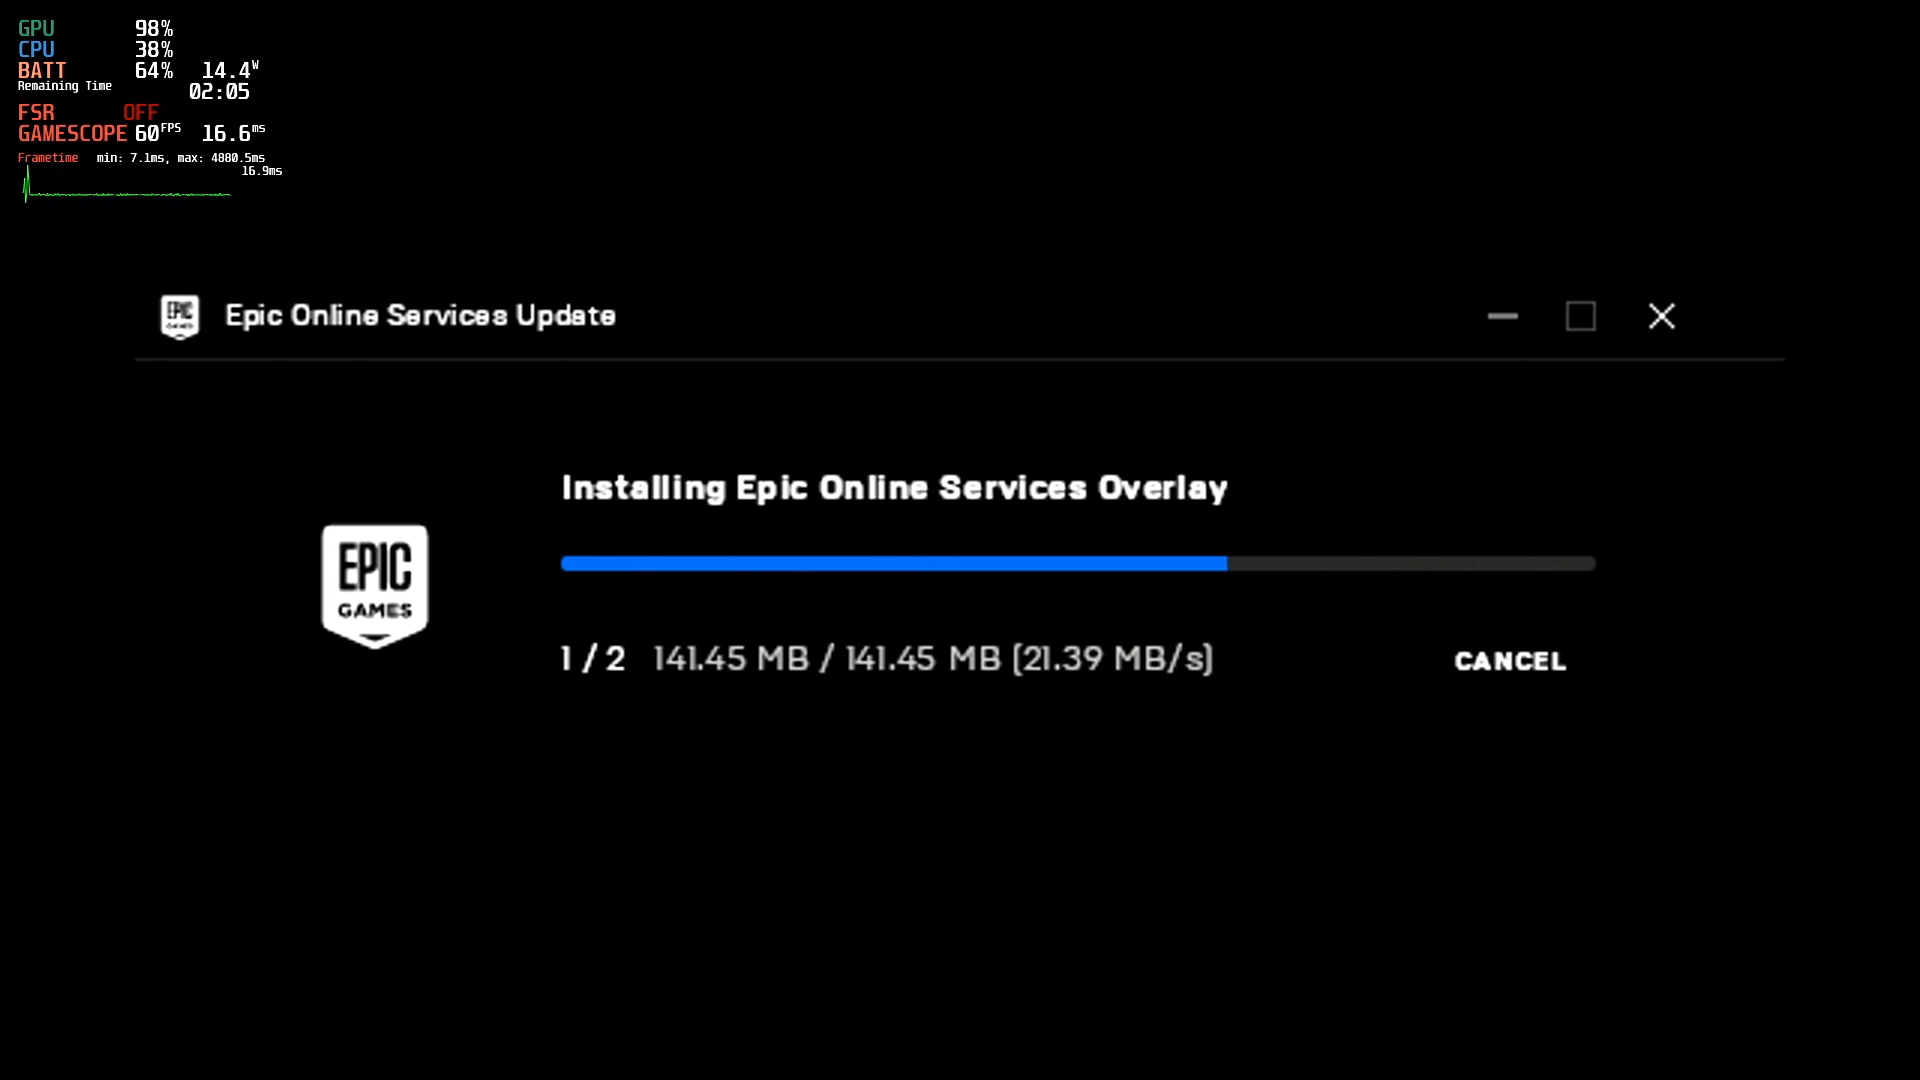 GPU 98%
CPU 38%
BATT 64% 14.4W
Remaining Time 02:05
FSR OFF
GAMESCOPE 60FPS 16.6ms
Frametime min: 7.1ms, max: 4880.5ms
16.9ms
EPIC GAMES Epic Online Services Update
Installing Epic Online Services Overlay
EPIC
GAMES
1 / 2 141.45 MB / 141.45 MB (21.39 MB/s) CANCEL